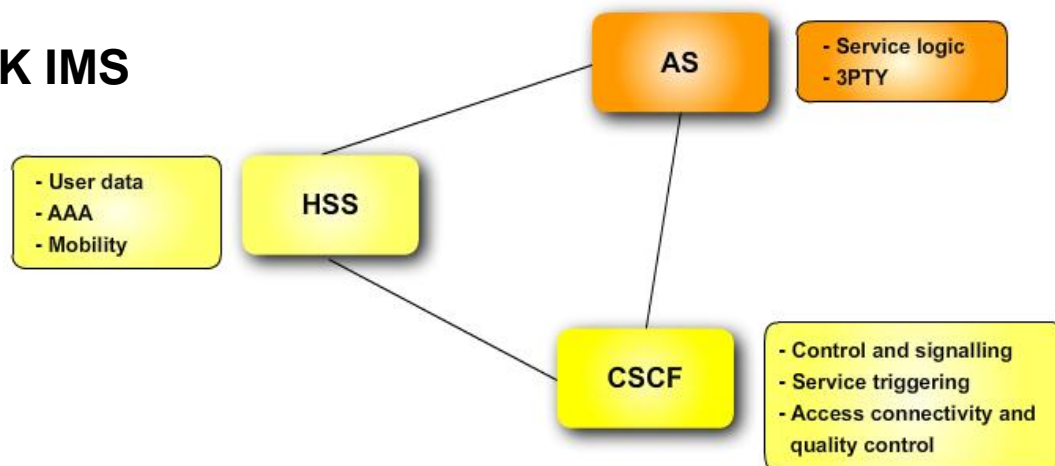 K IMS
AS
- Service logic
- 3PTY
- User data
- AAA
- Mobility
HSS
CSCF
- Control and signalling
- Service triggering
- Access connectivity and
quality control